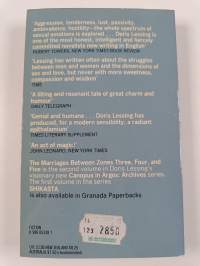 'Aggression, tenderness, lust, passivity,
ambivalence, hostility—the whole spectrum of
sexual emotions is explored . . . Doris Lessing is
one of the most honest, intelligent and fiercely
committed novelists now writing in English'
ROBERT TOWERS, NEW YORK TIMES BOOK REVIEW
'Lessing has written often about the struggles
between men and women and the dimensions of
sex and love, but never with more sweetness,
compassion and wisdom'
TIME
'A lilting and resonant tale of great charm and
humour'
DAILY TELEGRAPH
'Genial and humane . . . Doris Lessing has
produced, for a modern sensibility, a radiant
epithalamium'
TIMES LITERARY SUPPLEMENT
'An act of magic'
JOHN LEONARD, NEW YORK TIMES
The Marriages Between Zones Three, Four, and
Five is the second volume in Doris Lessing's
visionary new Canopus in Argos: Archives series.
The first volume in the series,
SHIKASTA
is also available in Granada Paperbacks
FICTION
123 2850